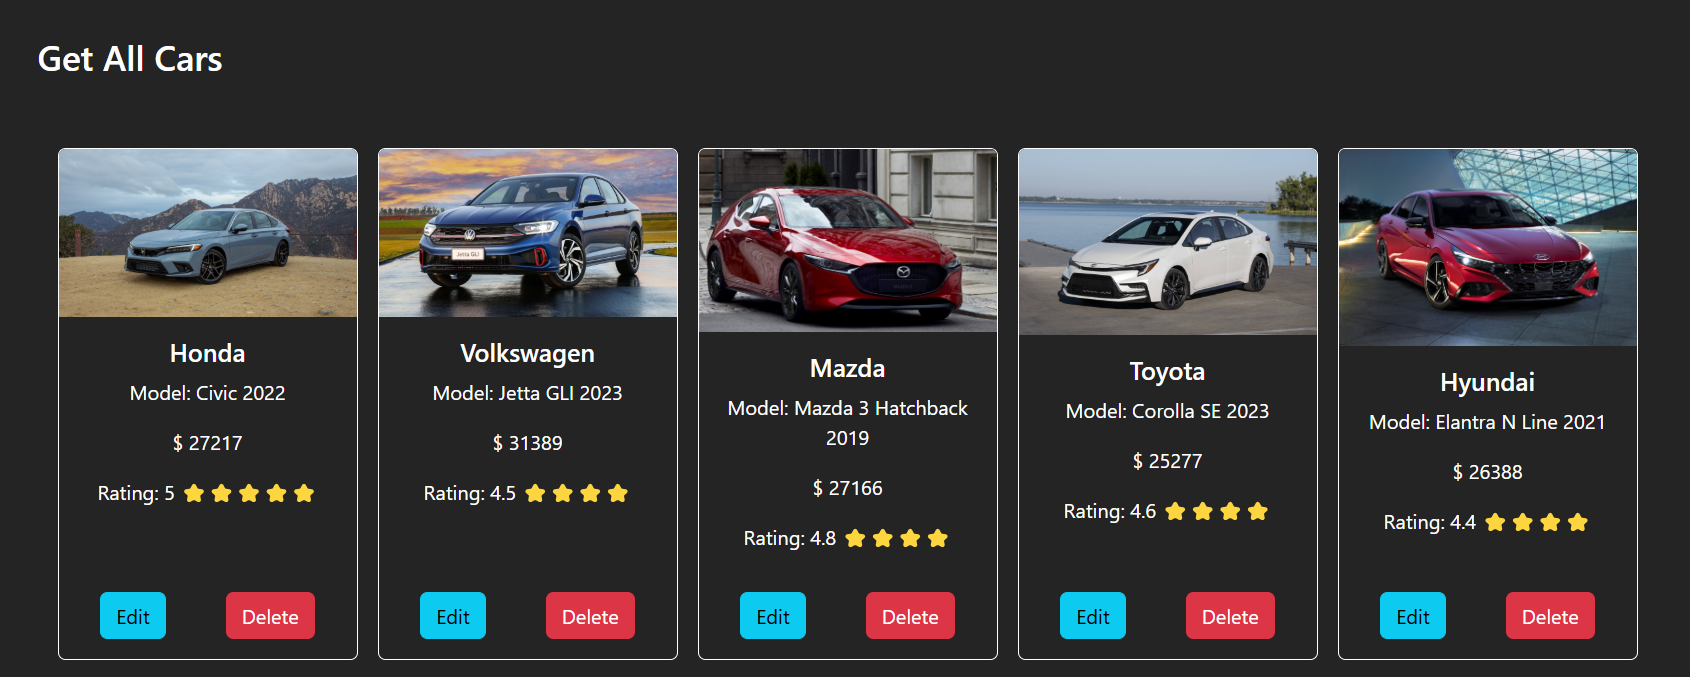 Get All Cars
Jetta GLI
Honda
Model: Civic 2022
$ 27217
Rating: 5
Edit
Delete
Volkswagen
Model: Jetta GLI 2023
$ 31389
Rating: 4.5
Edit
Delete
Mazda
Model: Mazda 3 Hatchback
2019
$ 27166
Rating: 4.8
Edit
Delete
Toyota
Model: Corolla SE 2023
$ 25277
Rating: 4.6
Edit
Delete
Hyundai
Model: Elantra N Line 2021
$ 26388
Rating: 4.4
Edit
Delete